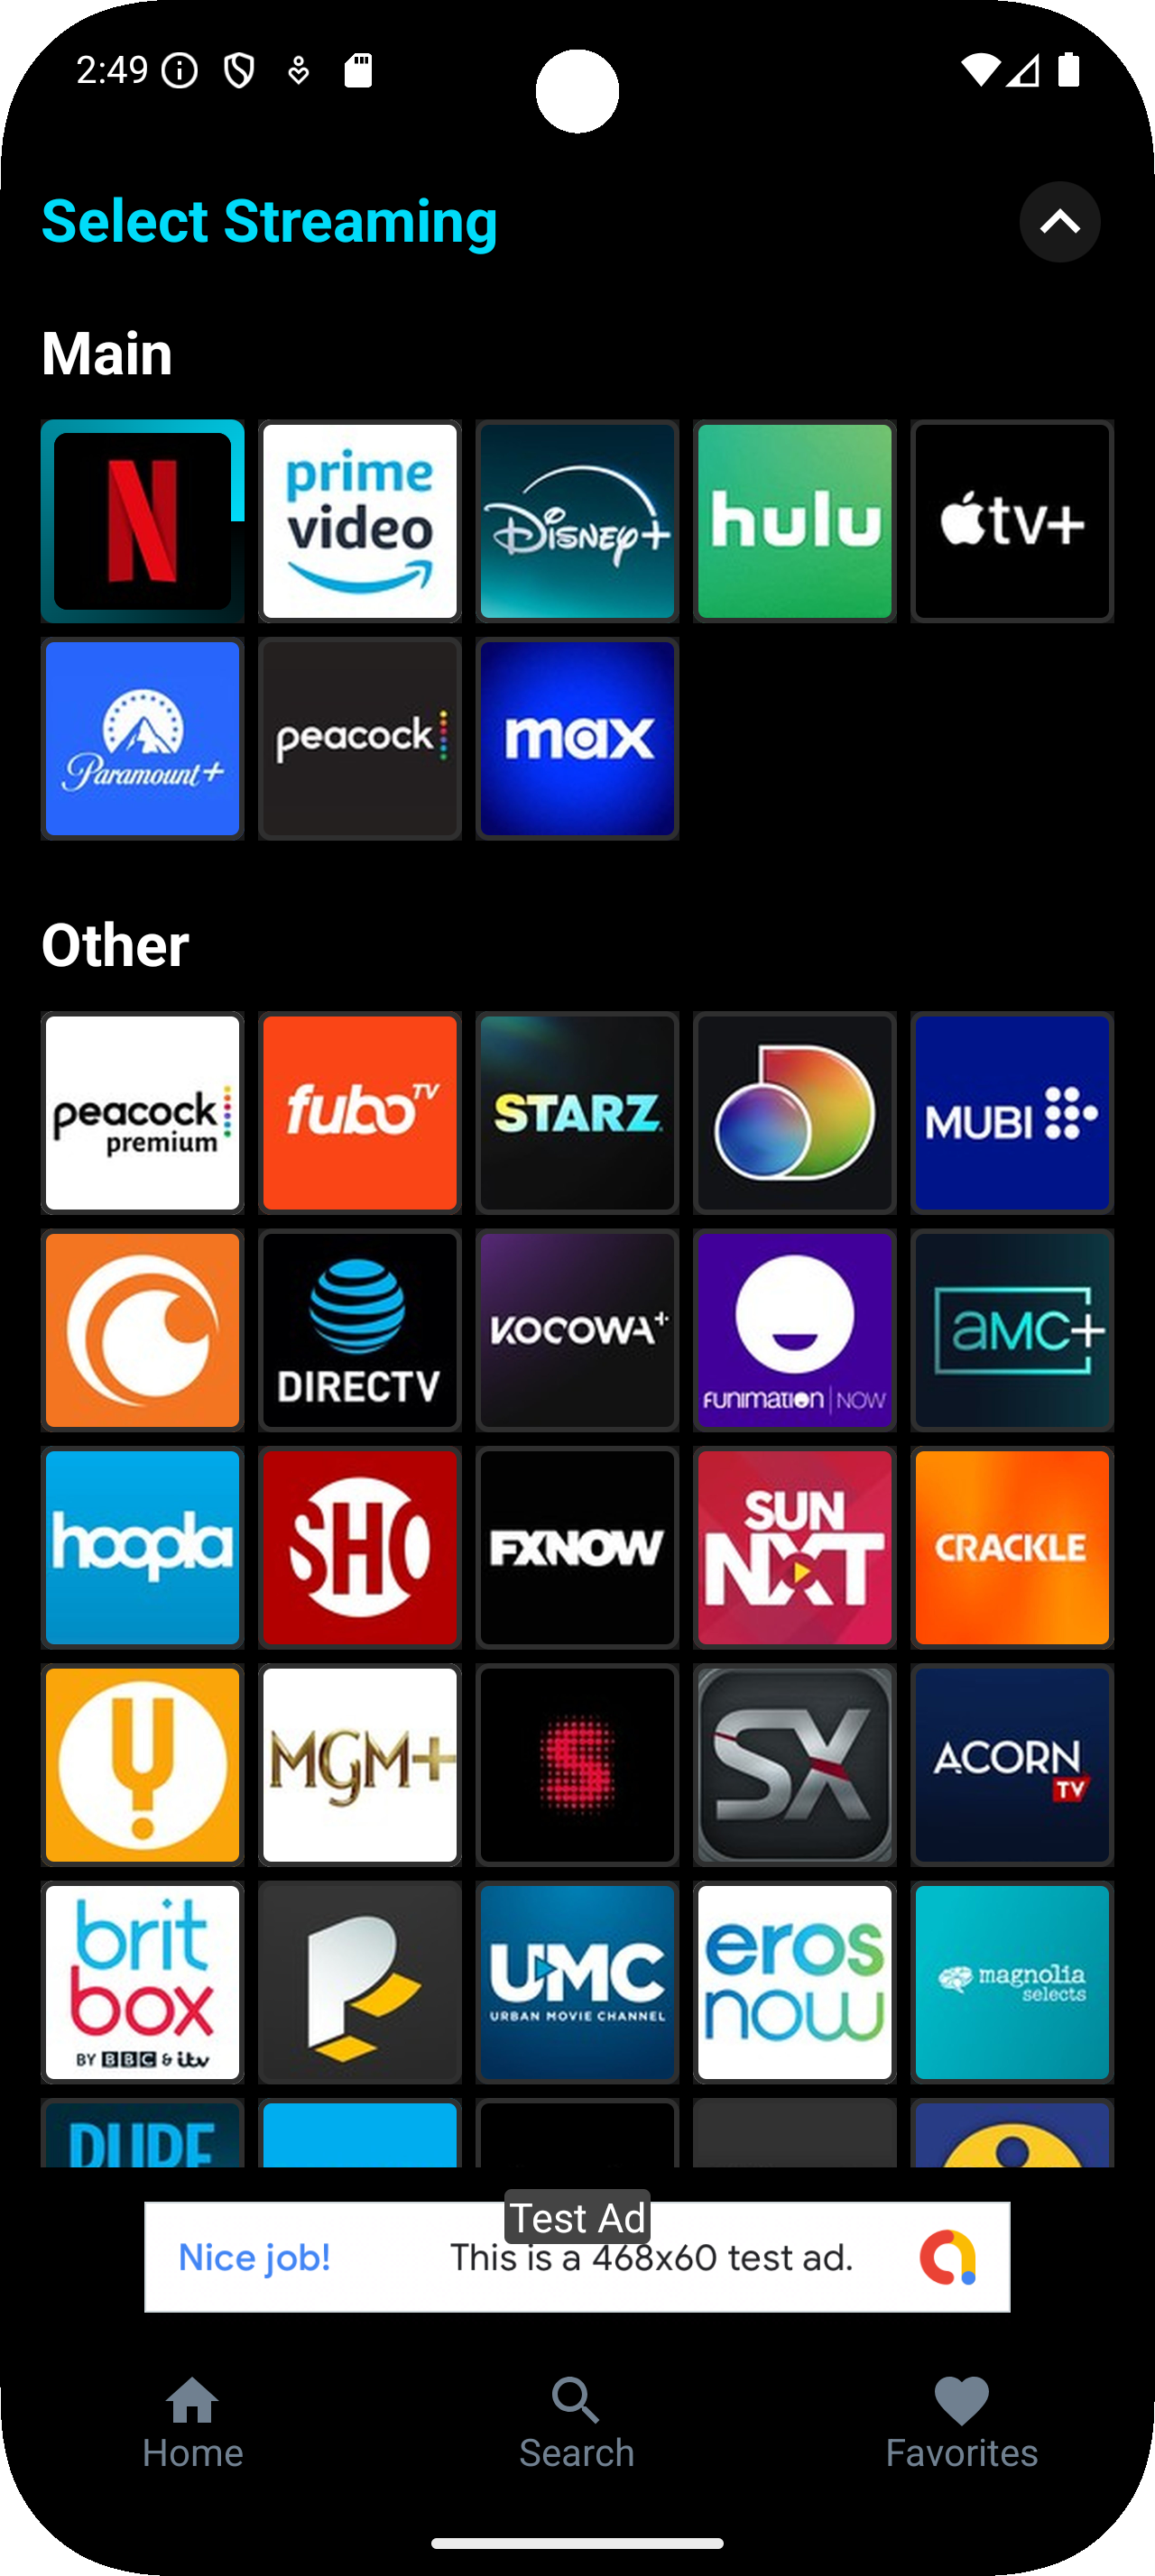 2:49
Select Streaming
Main
N
prime video
Disney+
hulu
tv+
Paramount+
peacock
max
Other
peacock premium
fubo TV
STARZ
MUBI
DIRECTV
KOCOWA+
FUNIMATION | NOW
aMC+
hoopla
SHO
FXNOW
SUN NXT
CRACKLE
MGM+
S
SX
ACORN TV
brit box BY BBC & itv
P
UMC URBAN MOVIE CHANNEL
eros now
magnolia selects
Test Ad
Nice job!
This is a 468x60 test ad.
Home
Search
Favorites